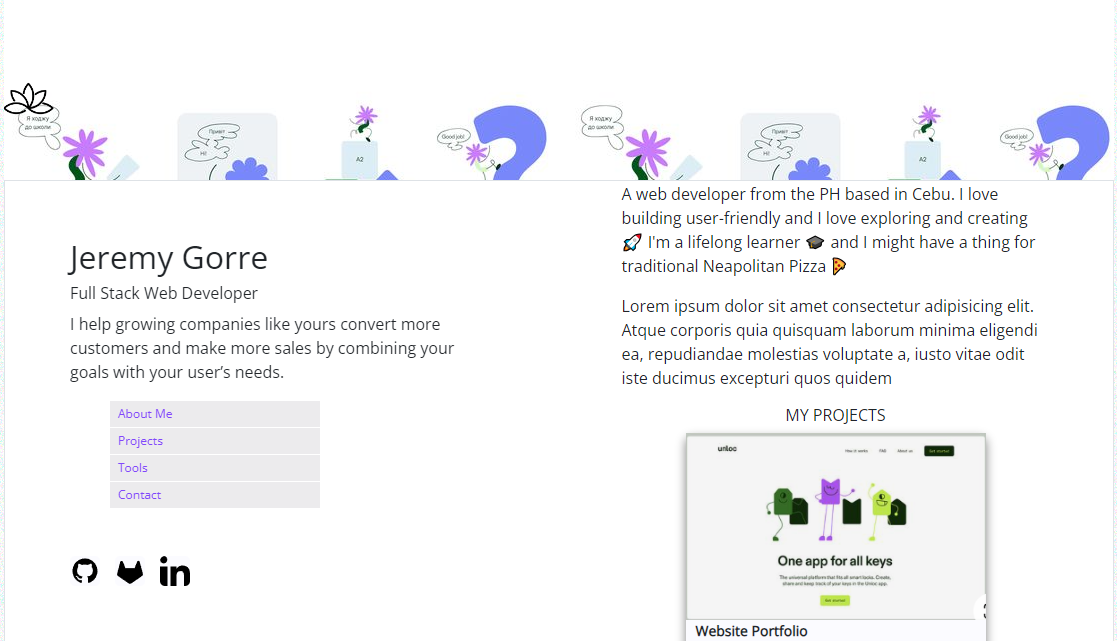 Я ходжу
до школи
Привіт
Hi!
A2
Good job!
Я ходжу
до школи
Привіт
Hi!
A2
Good job!
Jeremy Gorre
Full Stack Web Developer
I help growing companies like yours convert more
customers and make more sales by combining your
goals with your user’s needs.
About Me
Projects
Tools
Contact
in
A web developer from the PH based in Cebu. I love
building user-friendly and I love exploring and creating
🚀 I'm a lifelong learner 🎓 and I might have a thing for
traditional Neapolitan Pizza 🍕
Lorem ipsum dolor sit amet consectetur adipisicing elit.
Atque corporis quia quisquam laborum minima eligendi
ea, repudiandae molestias voluptate a, iusto vitae odit
iste ducimus excepturi quos quidem
MY PROJECTS
unloc
How it works FAQ About us Get started
One app for all keys
The universal platform that fits all smart locks. Create,
share and keep track of your keys in the Unloc app.
Get started
Website Portfolio